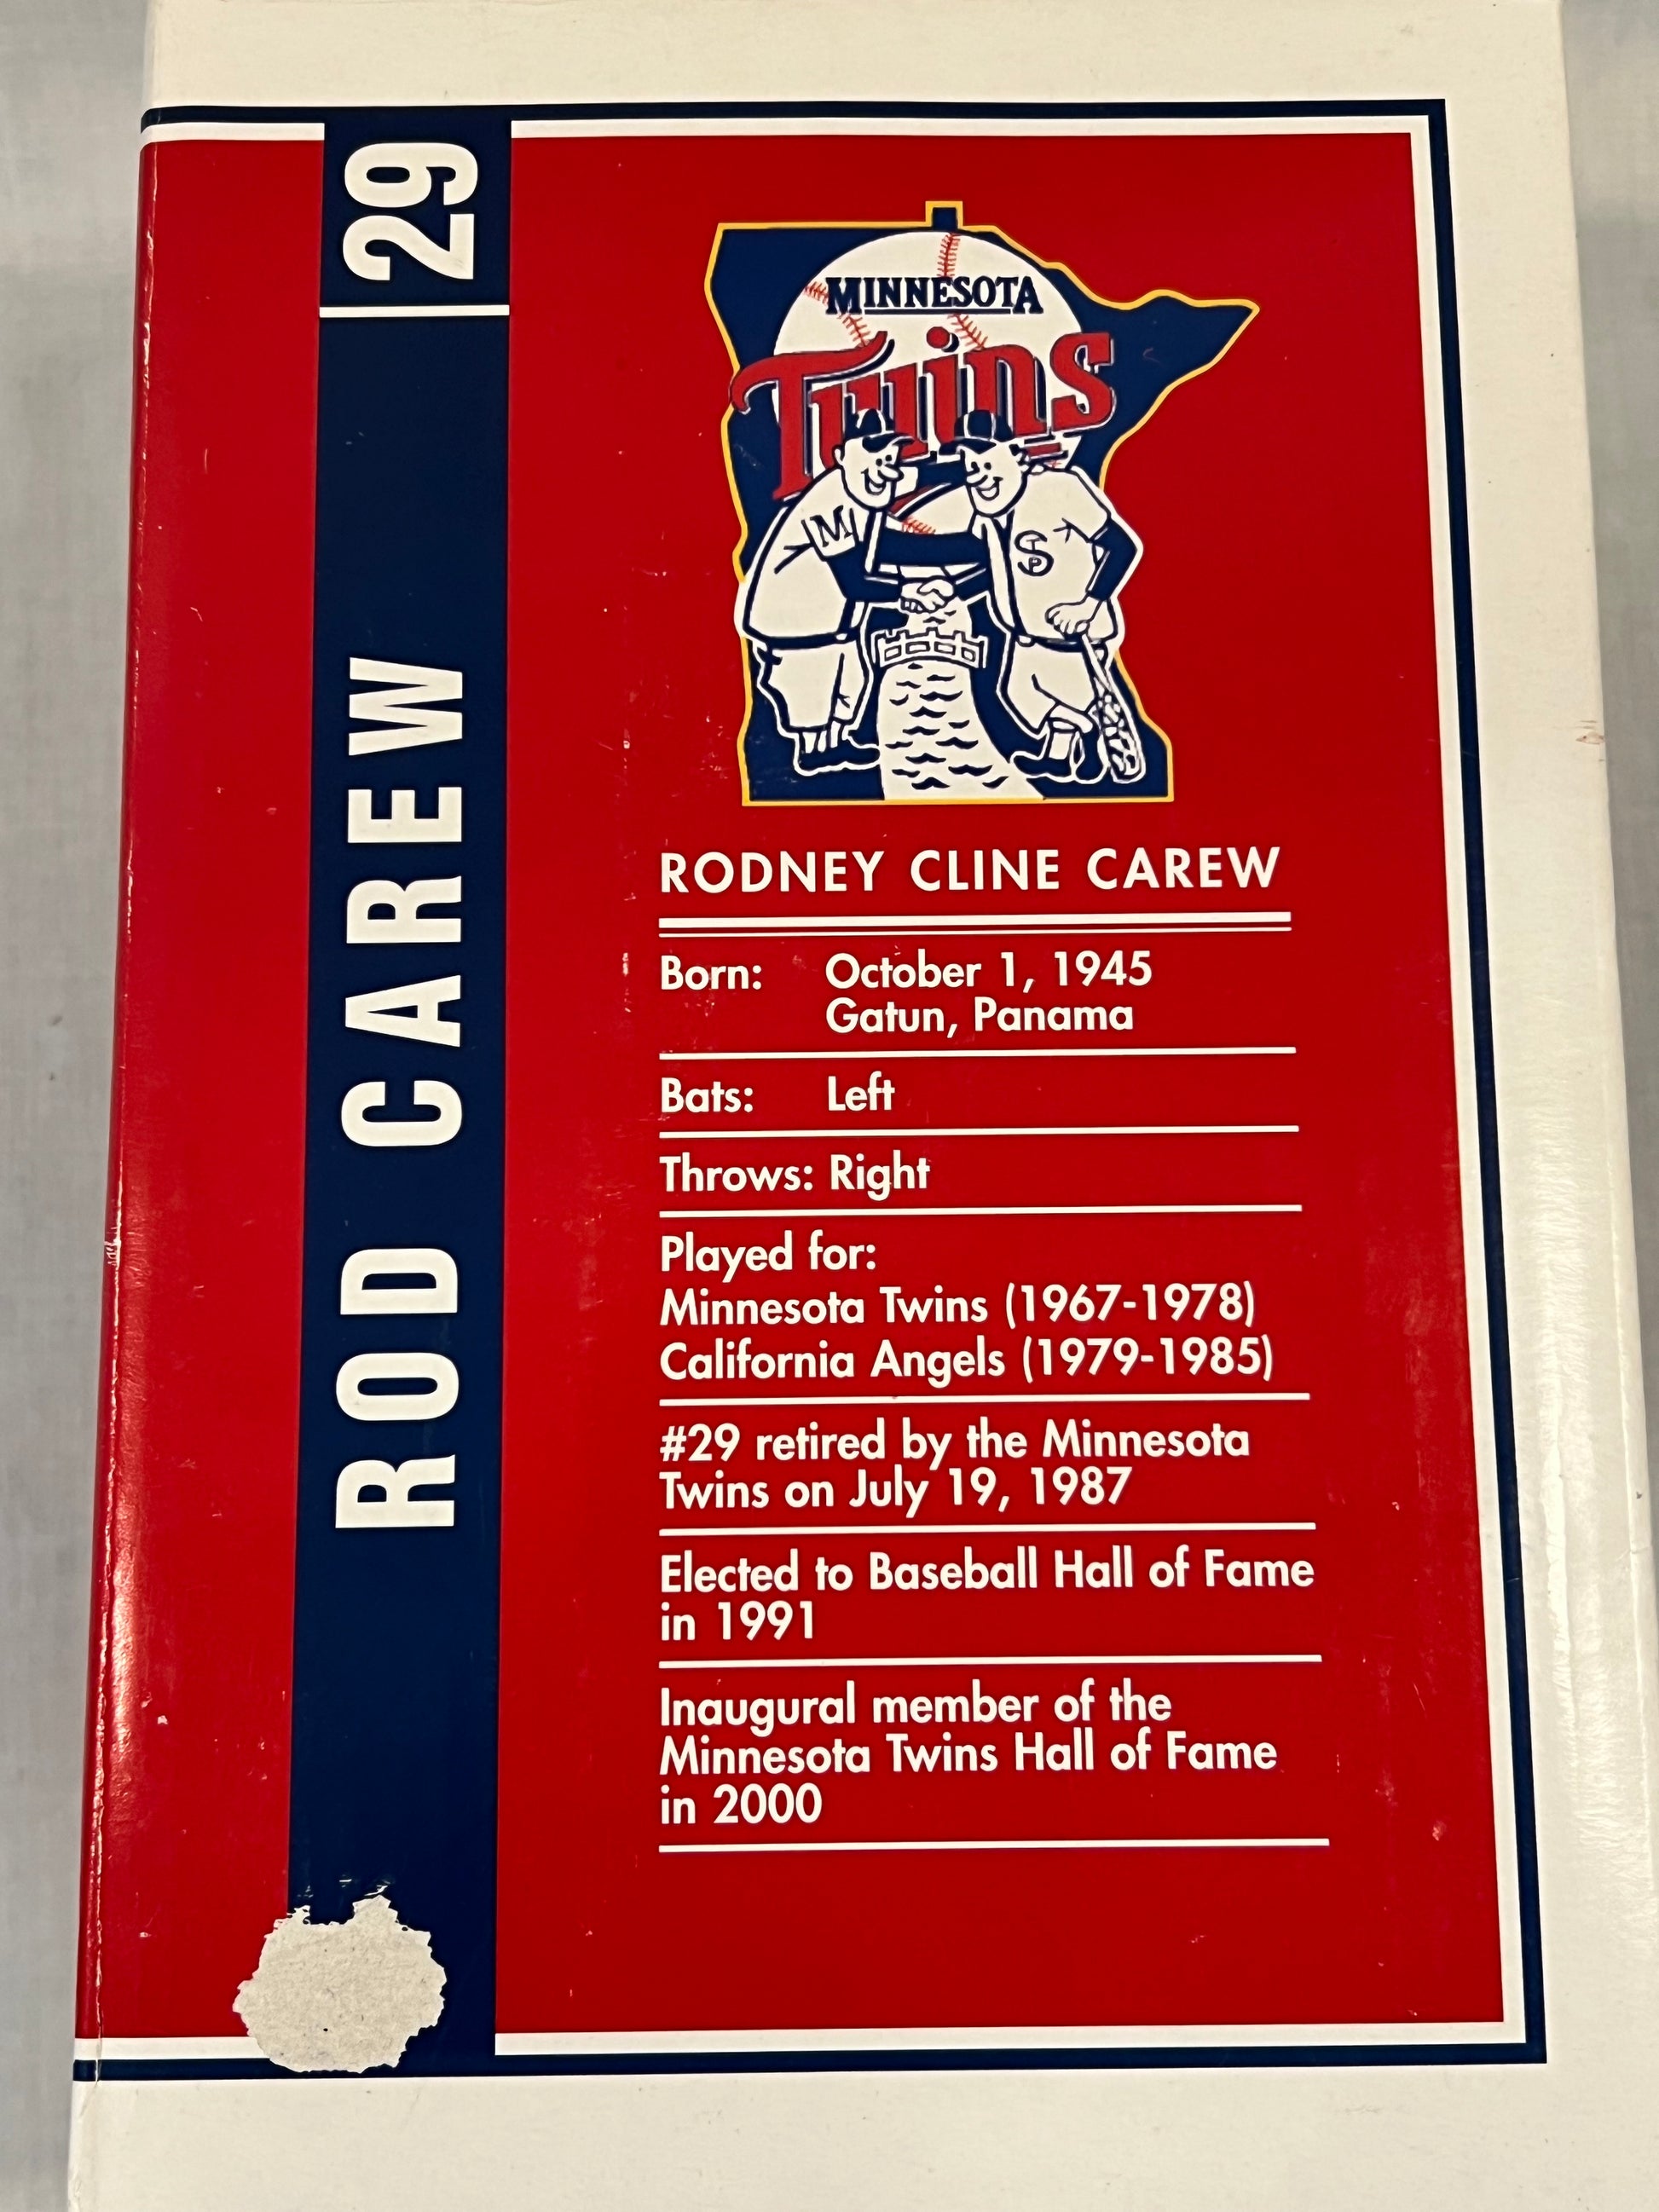 29
ROD CAREW
MINNESOTA
Twins
M
STP
RODNEY CLINE CAREW
Born: October 1, 1945
Gatun, Panama
Bats: Left
Throws: Right
Played for:
Minnesota Twins (1967-1978)
California Angels (1979-1985)
#29 retired by the Minnesota
Twins on July 19, 1987
Elected to Baseball Hall of Fame
in 1991
Inaugural member of the
Minnesota Twins Hall of Fame
in 2000